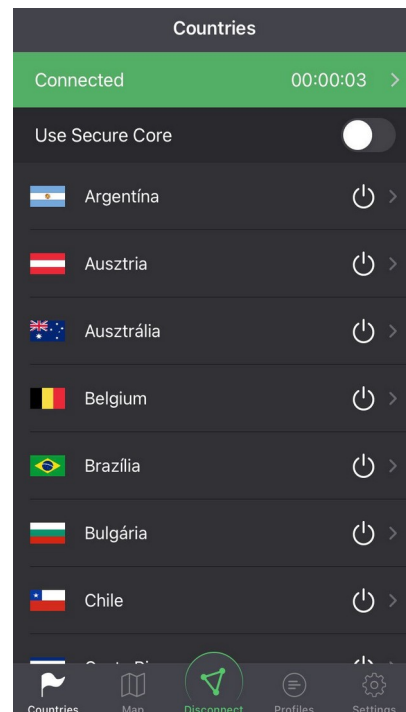 Countries
Connected 00:00:03
Use Secure Core
Argentína
Ausztria
Ausztrália
Belgium
Brazília
Bulgária
Chile
Countries Map Disconnect Profiles Settings